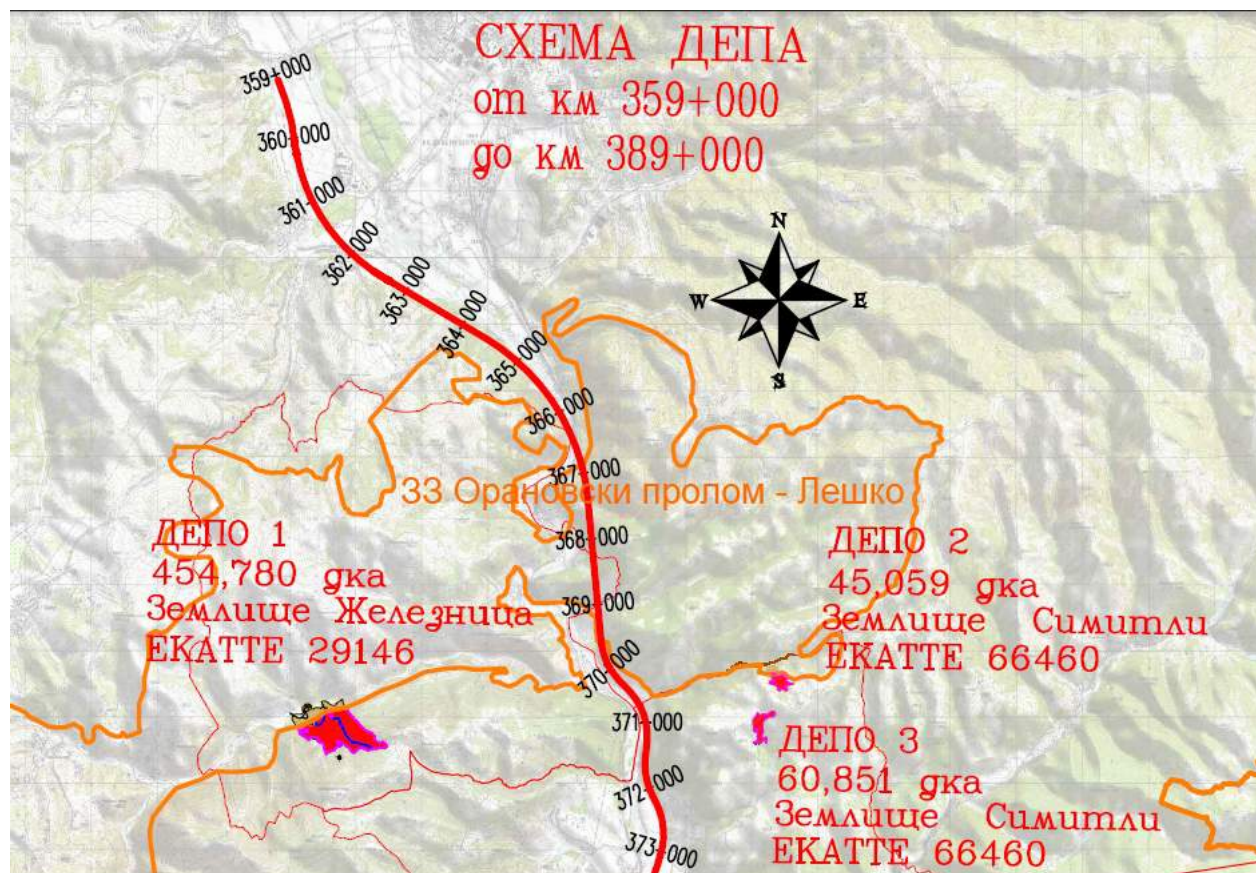 СХЕМА ДЕПА
от км 359+000
до км 389+000
359+000
360+000
361+000
362+000
363+000
364+000
365+000
366+000
367+000
368+000
369+000
370+000
371+000
372+000
373+000
N
W
E
S
ЗЗ Орановски пролом - Лешко
ДЕПО 1
454,780 дка
Землище Железница
ЕКАТТЕ 29146
ДЕПО 2
45,059 дка
Землище Симитли
ЕКАТТЕ 66460
ДЕПО 3
60,851 дка
Землище Симитли
ЕКАТТЕ 66460